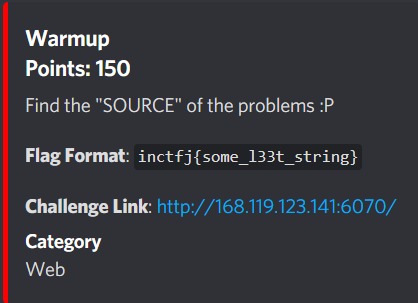 Warmup
Points: 150
Find the "SOURCE" of the problems :P
Flag Format: inctfj{some_l33t_string}
Challenge Link: http://168.119.123.141:6070/
Category
Web